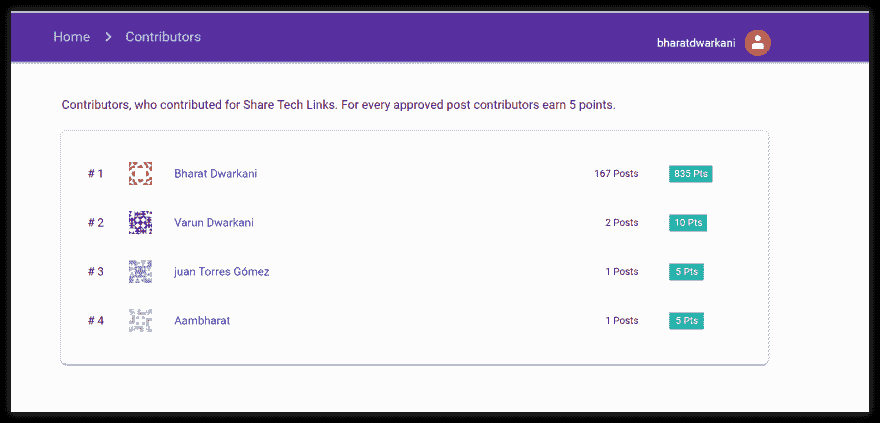 Home > Contributors
bharatdwarkani
Contributors, who contributed for Share Tech Links. For every approved post contributors earn 5 points.
# 1 Bharat Dwarkani 167 Posts 835 Pts
# 2 Varun Dwarkani 2 Posts 10 Pts
# 3 juan Torres Gómez 1 Posts 5 Pts
# 4 Aambharat 1 Posts 5 Pts